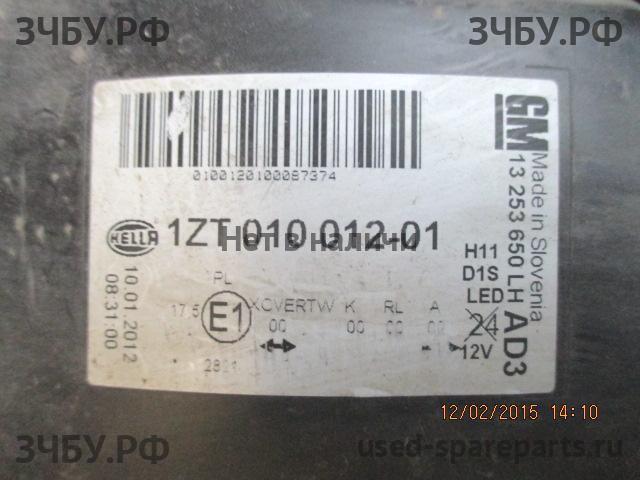 ЗЧБУ.РФ
ЗЧБУ.РФ
0100120100087374
GM
Made in Slovenia
13 253 650 LH AD3
HELLA
1ZT 010 012-01
Нет в наличии
10.01.2012
08:31:00
PL
17.5
E1
XCVERTW K RL A
00 00 00 02
H11
D1S
LED
24
12V
12/02/2015 14:10
ЗЧБУ.РФ
used-spareparts.ru